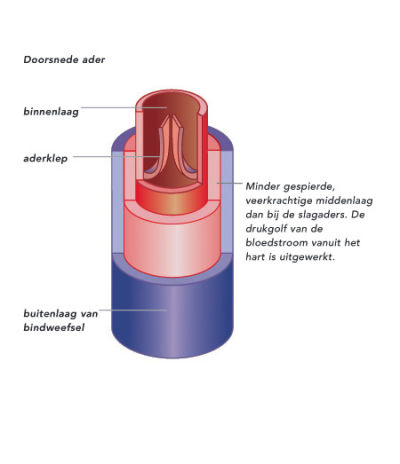 Doorsnede ader
binnenlaag
aderklep
Minder gespierde,
veerkrachtige middenlaag
dan bij de slagaders. De
drukgolf van de
bloedstroom vanuit het
hart is uitgewerkt.
buitenlaag van
bindweefsel